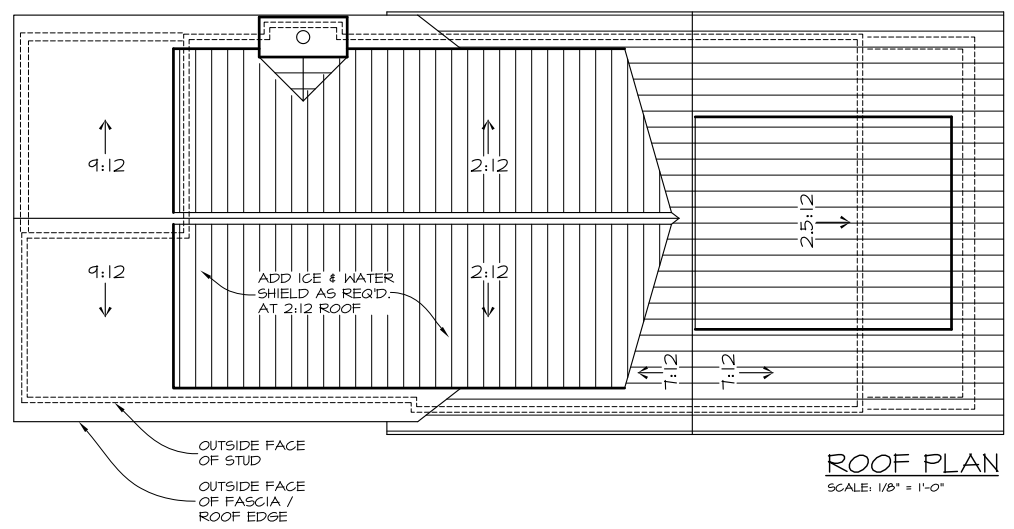 9:12
2:12
2.5:12
9:12
2:12
ADD ICE & WATER
SHIELD AS REQ'D.
AT 2:12 ROOF
7:12
7:12
OUTSIDE FACE
OF STUD
OUTSIDE FACE
OF FASCIA /
ROOF EDGE
ROOF PLAN
SCALE: 1/8" = 1'-0"